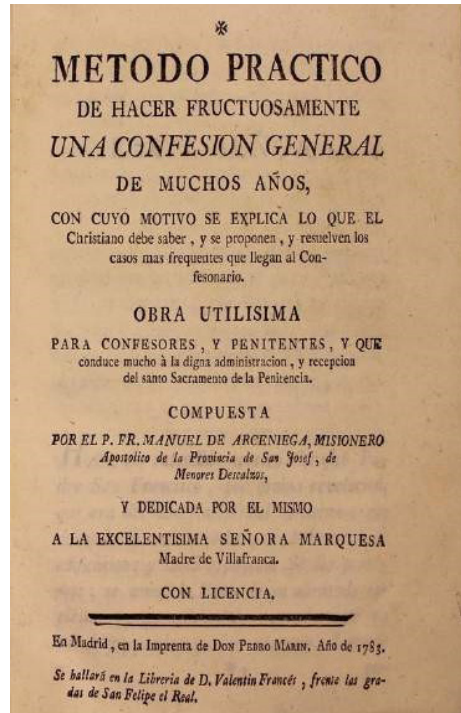 METODO PRACTICO
DE HACER FRUCTUOSAMENTE
UNA CONFESION GENERAL
DE MUCHOS AÑOS,
CON CUYO MOTIVO SE EXPLICA LO QUE EL
Christiano debe saber, y se proponen, y resuelven los
casos mas frequentes que llegan al Con-
fesonario.
OBRA UTILISIMA
PARA CONFESORES, Y PENITENTES, Y QUE
conduce mucho à la digna administracion, y recepcion
del santo Sacramento de la Penitencia.
COMPUESTA
POR EL P. FR. MANUEL DE ARCENIEGA, MISIONERO
Apostolico de la Provincia de San Josef, de
Menores Descalzos,
Y DEDICADA POR EL MISMO
A LA EXCELENTISIMA SEÑORA MARQUESA
Madre de Villafranca.
CON LICENCIA.
En Madrid, en la Imprenta de DON PEDRO MARIN. Año de 1783.
Se hallará en la Libreria de D. Valentin Francés, frente las gra-
das de San Felipe el Real.